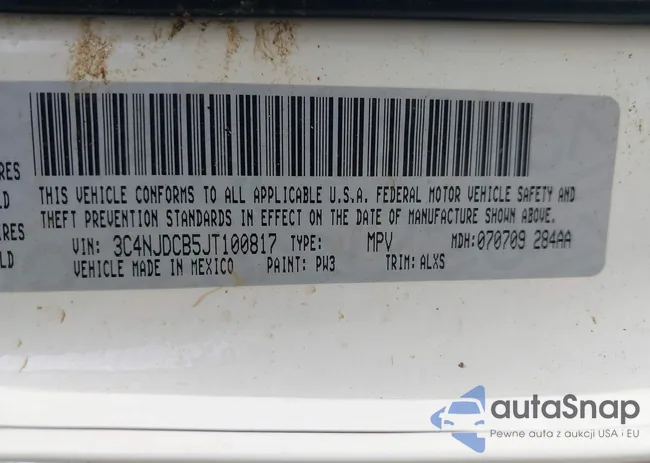 THIS VEHICLE CONFORMS TO ALL APPLICABLE U.S.A. FEDERAL MOTOR VEHICLE SAFETY AND
THEFT PREVENTION STANDARDS IN EFFECT ON THE DATE OF MANUFACTURE SHOWN ABOVE.
VIN: 3C4NJDCB5JT100817 TYPE: MPV MDH:070709 284AA
VEHICLE MADE IN MEXICO PAINT: PW3 TRIM: ALXS
RES
LD
IRES
LD
autaSnap
Pewne auta z aukcji USA i EU